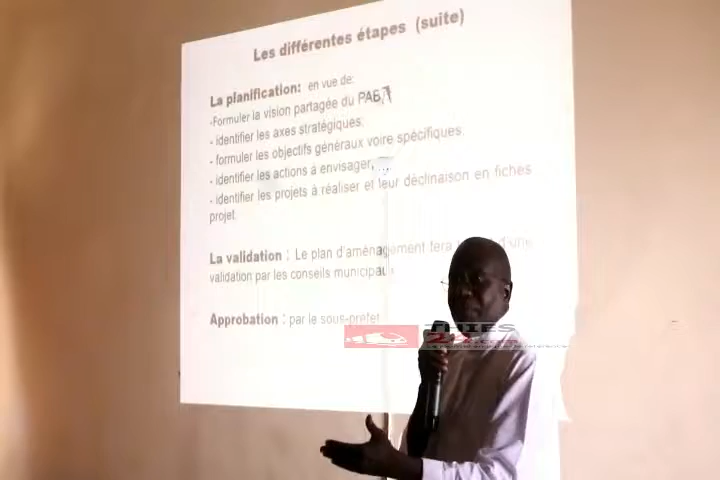 Les différentes étapes (suite)
La planification: en vue de:
-Formuler la vision partagée du PAB,
- identifier les axes stratégiques;
- formuler les objectifs généraux voire spécifiques;
- identifier les actions à envisager;
- identifier les projets à réaliser et leur déclinaison en fiches
projet.
La validation : Le plan d'aménagement fera d'une
validation par les conseils municipaux
Approbation : par le sous-préfet
THIES